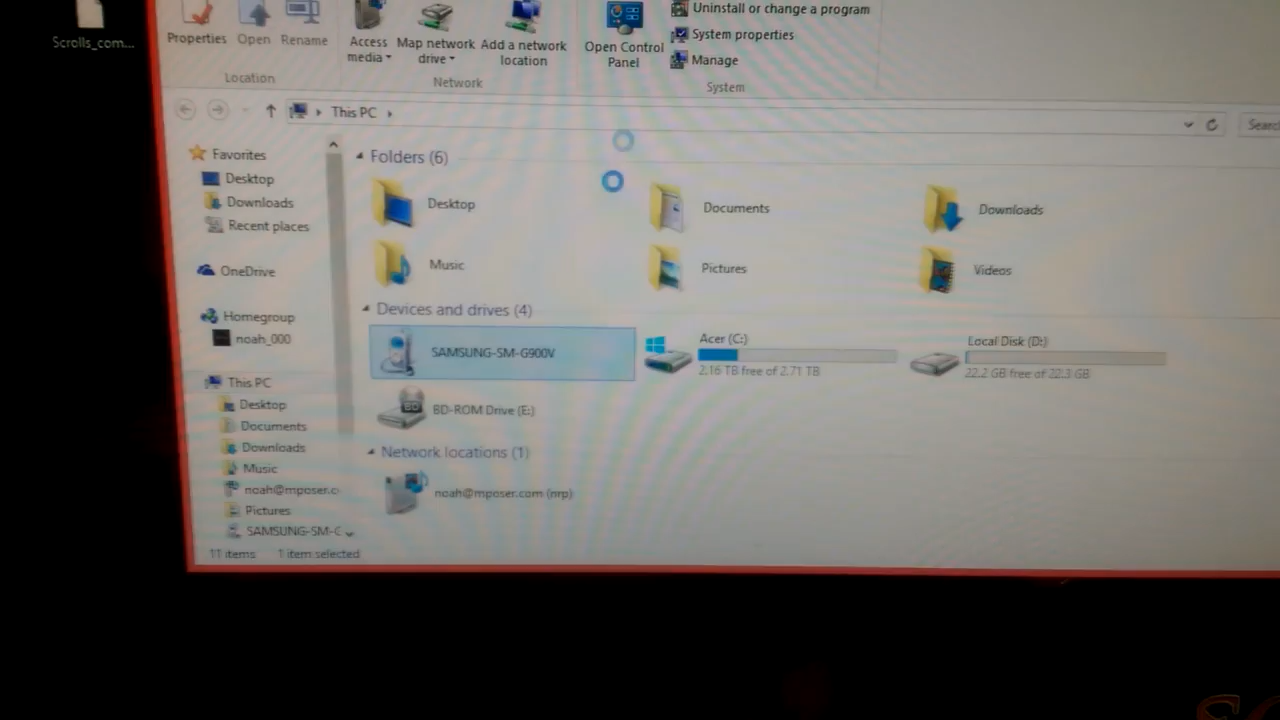 Scrolls_com...
Properties
Open
Rename
Location
Access media
Map network drive
Add a network location
Network
Open Control Panel
Uninstall or change a program
System properties
Manage
System
This PC
Favorites
Desktop
Downloads
Recent places
OneDrive
Homegroup
noah_000
This PC
Desktop
Documents
Downloads
Music
noah@mposer.c
Pictures
SAMSUNG-SM-G
11 items 1 item selected
Folders (6)
Desktop
Documents
Downloads
Music
Pictures
Videos
Devices and drives (4)
SAMSUNG-SM-G900V
Acer (C:)
2.16 TB free of 2.71 TB
Local Disk (D:)
22.2 GB free of 22.3 GB
BD-ROM Drive (E:)
Network locations (1)
noah@mposer.com (nrp)